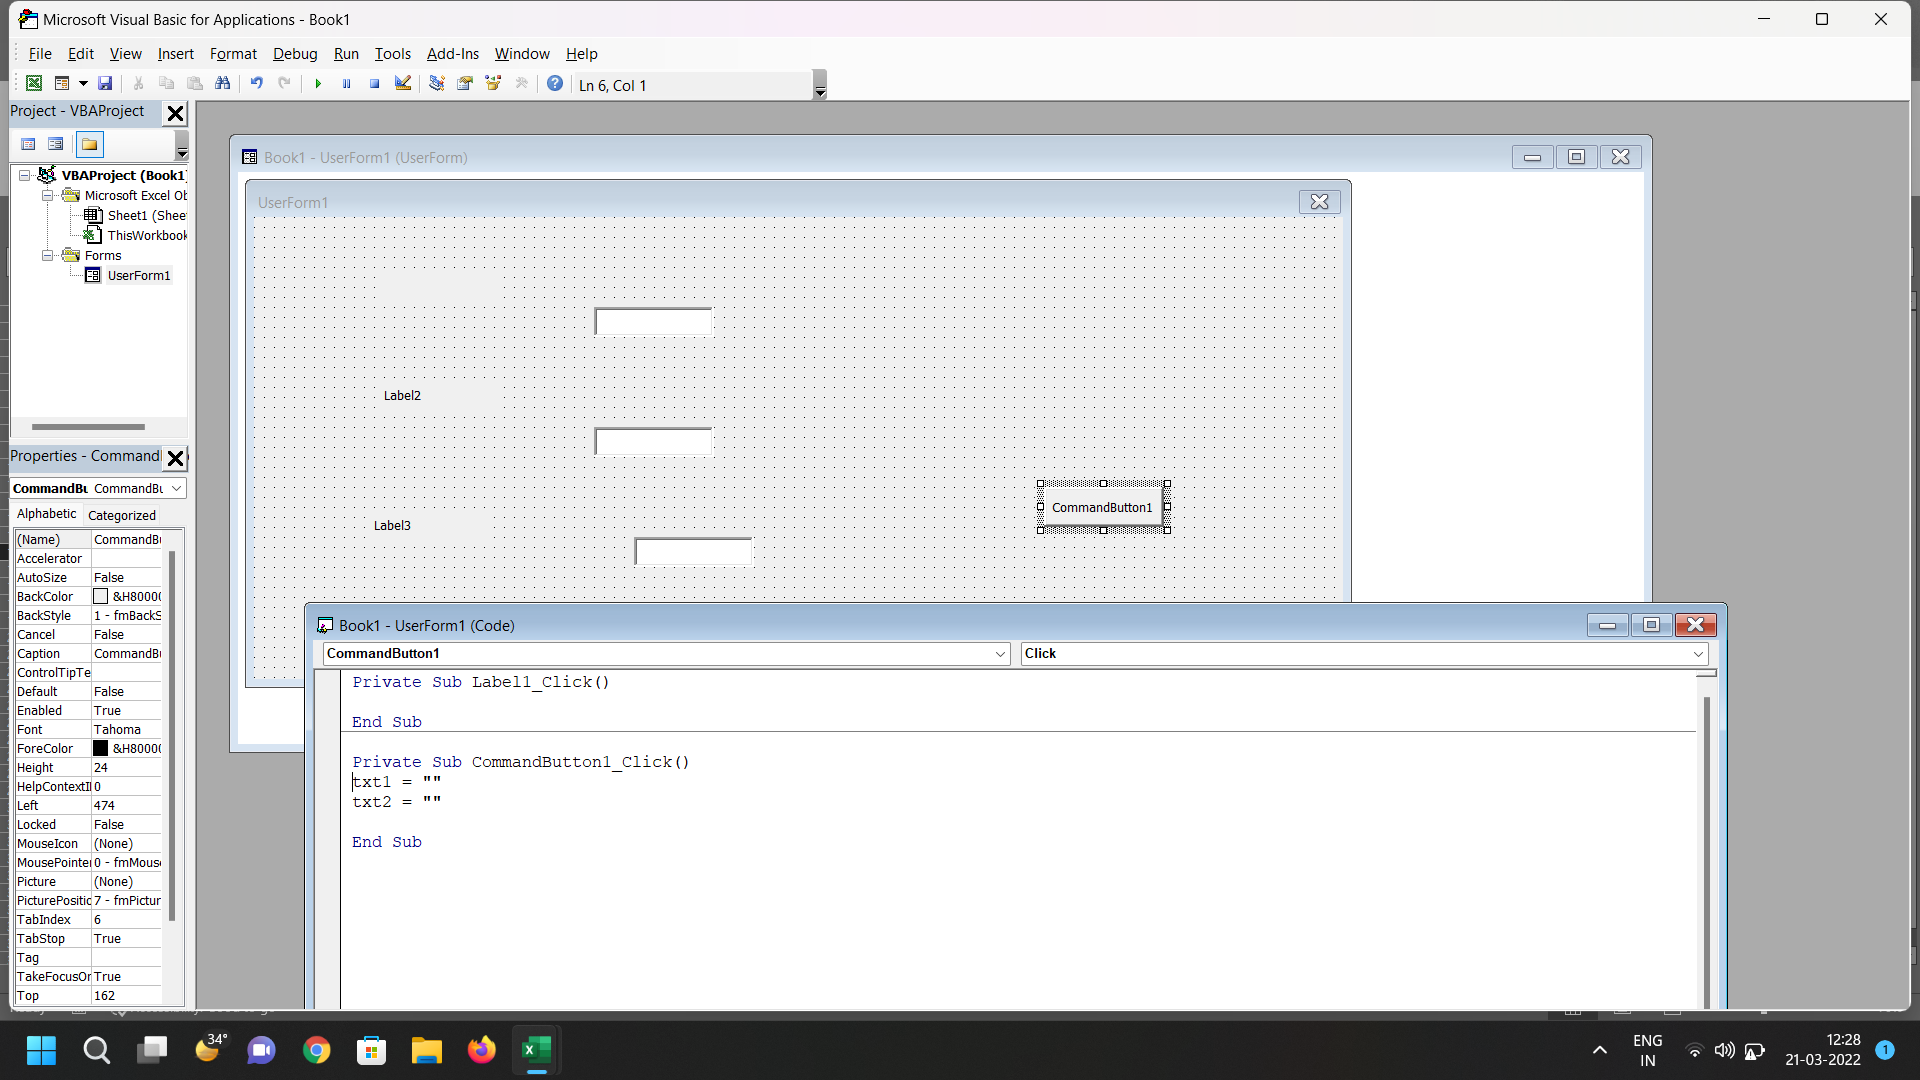 Microsoft Visual Basic for Applications - Book1
File Edit View Insert Format Debug Run Tools Add-Ins Window Help
Ln 6, Col 1
Project - VBAProject
VBAProject (Book1)
Microsoft Excel Ob
Sheet1 (Shee
ThisWorkbook
Forms
UserForm1
Properties - Command
CommandBu CommandBu
Alphabetic Categorized
(Name) CommandBu
Accelerator
AutoSize False
BackColor &H80000
BackStyle 1 - fmBackS
Cancel False
Caption CommandBu
ControlTipTe
Default False
Enabled True
Font Tahoma
ForeColor &H80000
Height 24
HelpContextI 0
Left 474
Locked False
MouseIcon (None)
MousePointer 0 - fmMous
Picture (None)
PicturePositic 7 - fmPictur
TabIndex 6
TabStop True
Tag
TakeFocusOr True
Top 162
Book1 - UserForm1 (UserForm)
UserForm1
Label2
Label3
CommandButton1
Book1 - UserForm1 (Code)
CommandButton1 Click
Private Sub Label1_Click()
End Sub
Private Sub CommandButton1_Click()
txt1 = ""
txt2 = ""
End Sub
34°
ENG
IN
12:28
21-03-2022
1